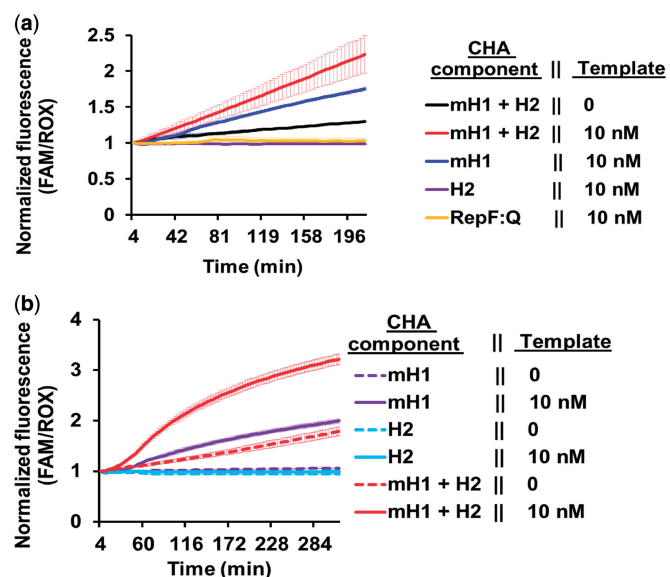 (a)
Normalized fluorescence
(FAM/ROX)
2.5
2
1.5
1
0.5
0
4 42 81 119 158 196
Time (min)
CHA
component || Template
mH1 + H2 || 0
mH1 + H2 || 10 nM
mH1 || 10 nM
H2 || 10 nM
RepF:Q || 10 nM
(b)
Normalized fluorescence
(FAM/ROX)
4
3
2
1
0
4 60 116 172 228 284
Time (min)
CHA
component || Template
mH1 || 0
mH1 || 10 nM
H2 || 0
H2 || 10 nM
mH1 + H2 || 0
mH1 + H2 || 10 nM